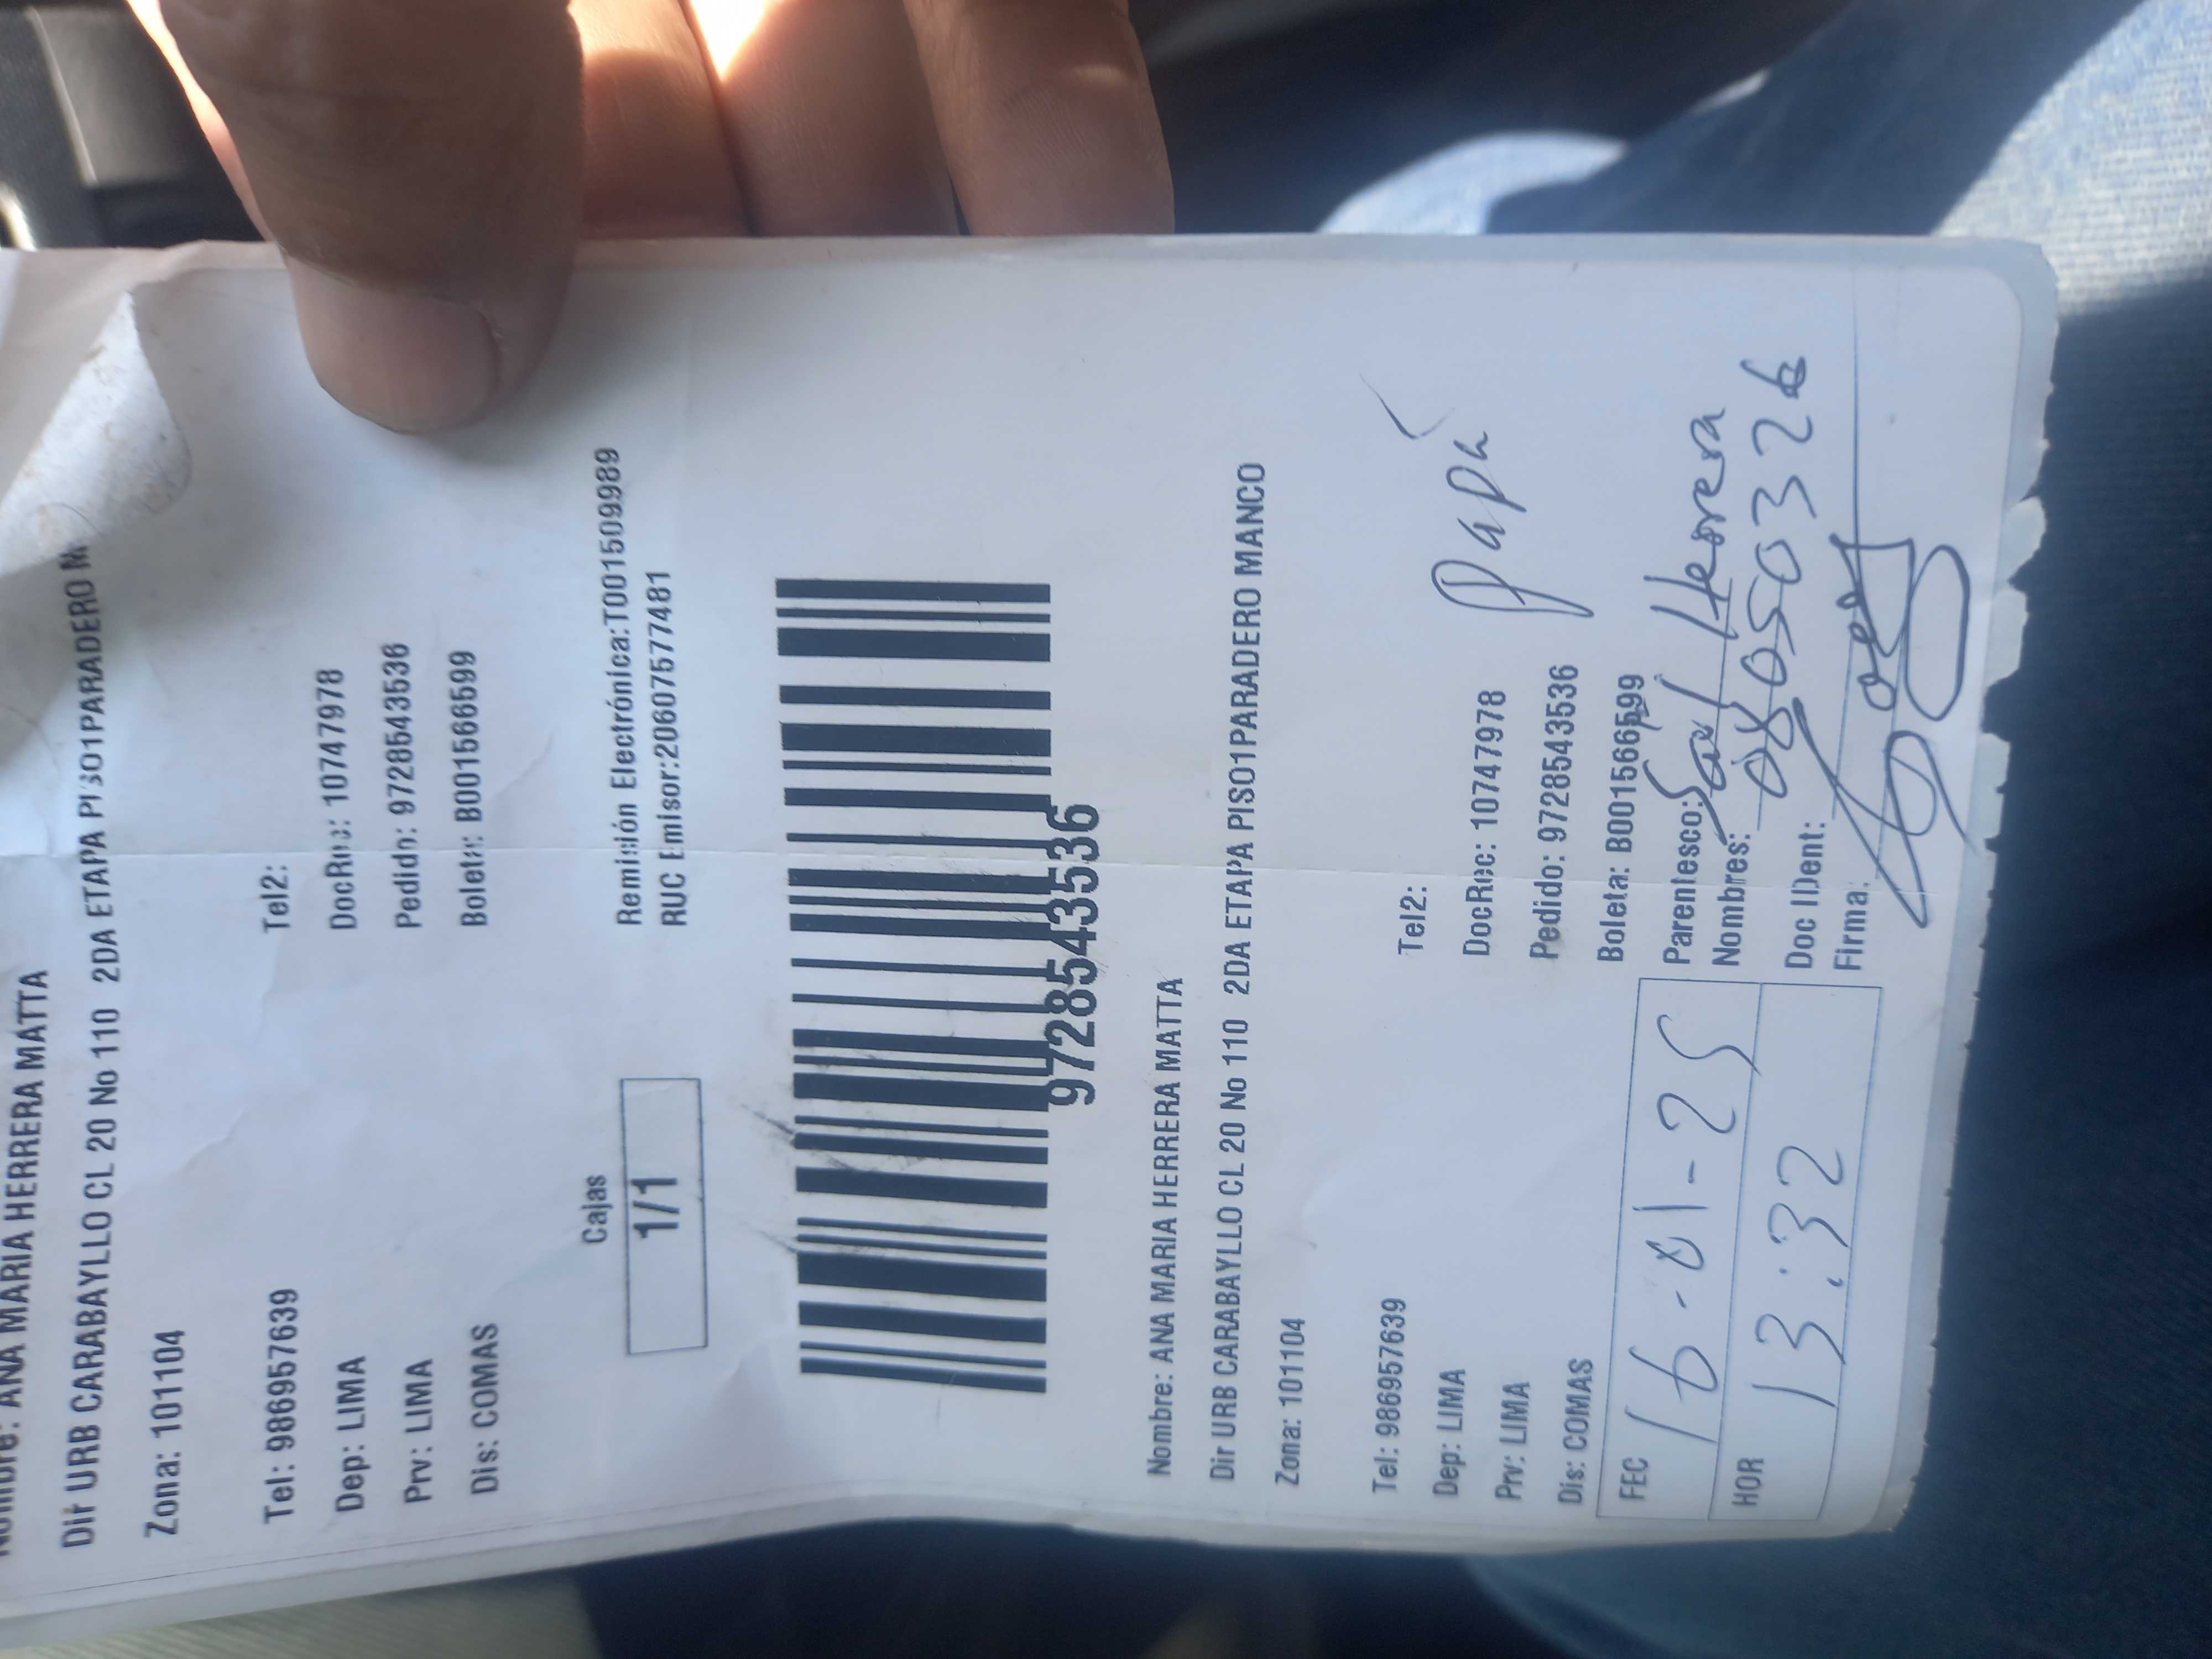 Nombre: ANA MARIA HERRERA MATTA
Dir URB CARABAYLLO CL 20 No 110 2DA ETAPA PISO1PARADERO M
Zona: 101104
Tel: 986957639 Tel2:
Dep: LIMA DocRec: 10747978
Prv: LIMA Pedido: 9728543536
Dis: COMAS Boleta: B001566599
Cajas
1/1
Remisión Electrónica:T001509989
RUC Emisor:20607577481
9728543536
Nombre: ANA MARIA HERRERA MATTA
Dir URB CARABAYLLO CL 20 No 110 2DA ETAPA PISO1PARADERO MANCO
Zona: 101104
Tel: 986957639 Tel2:
Dep: LIMA DocRec: 10747978
Prv: LIMA Pedido: 9728543536
Papá
Dis: COMAS Boleta: B001566599
FEC 16-01-25
Parentesco:
Nombres: Herrera
HOR 13:32
Doc IDent: 08050326
Firma: